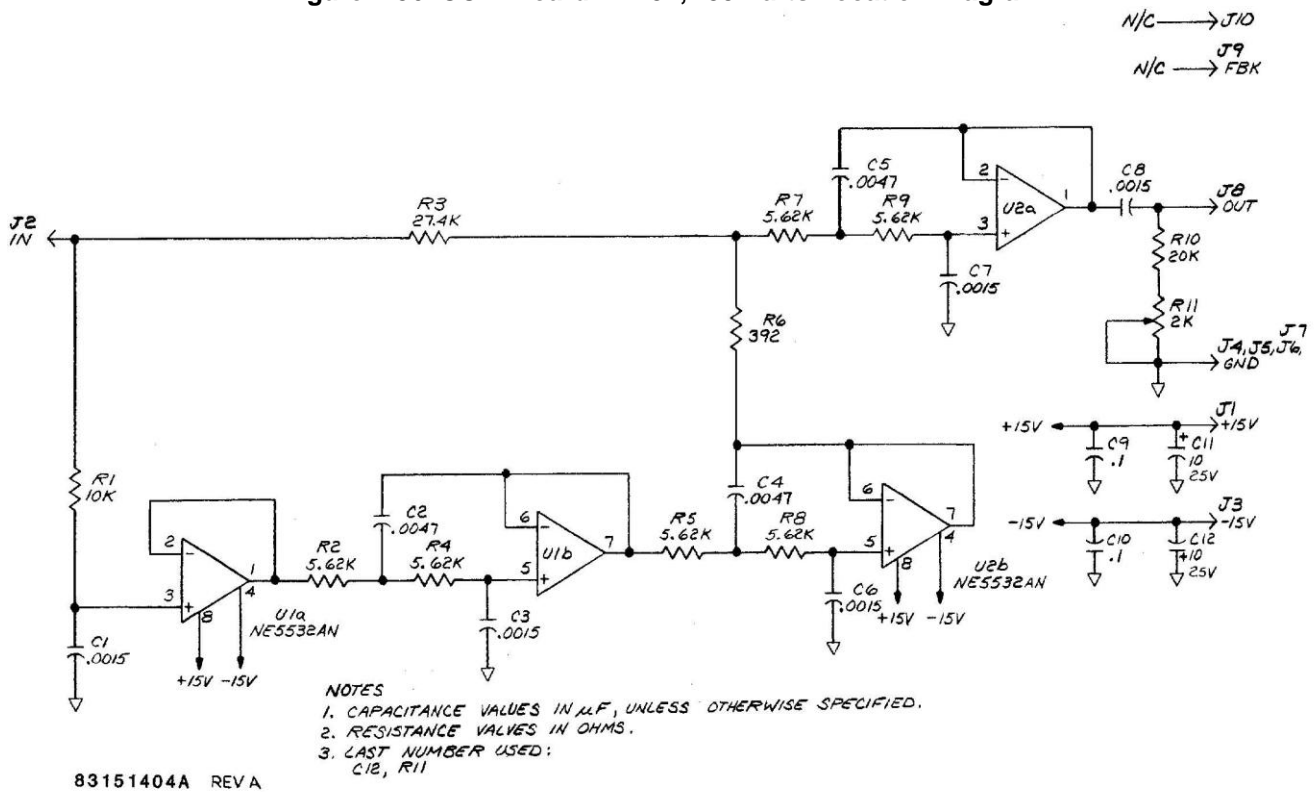 N/C J10
J9
N/C FBK
C5
.0047
C8
.0015
J8
OUT
2
-
U2a
1
3
+
R7
5.62K
R9
5.62K
J2
IN
R3
27.4K
C7
.0015
R10
20K
R11
2K
R6
392
J7
J4, J5, J6,
GND
J1
+15V +15V
C9
.1
+
C11
10
25V
J3
-15V -15V
C10
.1
C12
+10
25V
R1
10K
C2
.0047
C4
.0047
6
-
U1b
7
5
+
6
-
7
4
5
+
8
U2b
NE5532AN
+15V -15V
R2
5.62K
R4
5.62K
R5
5.62K
R8
5.62K
2
-
1
4
3
+
8
U1a
NE5532AN
+15V -15V
C1
.0015
C3
.0015
C6
.0015
NOTES
1. CAPACITANCE VALUES IN µF, UNLESS OTHERWISE SPECIFIED.
2. RESISTANCE VALVES IN OHMS.
3. LAST NUMBER USED:
C12, R11
83151404A REV A